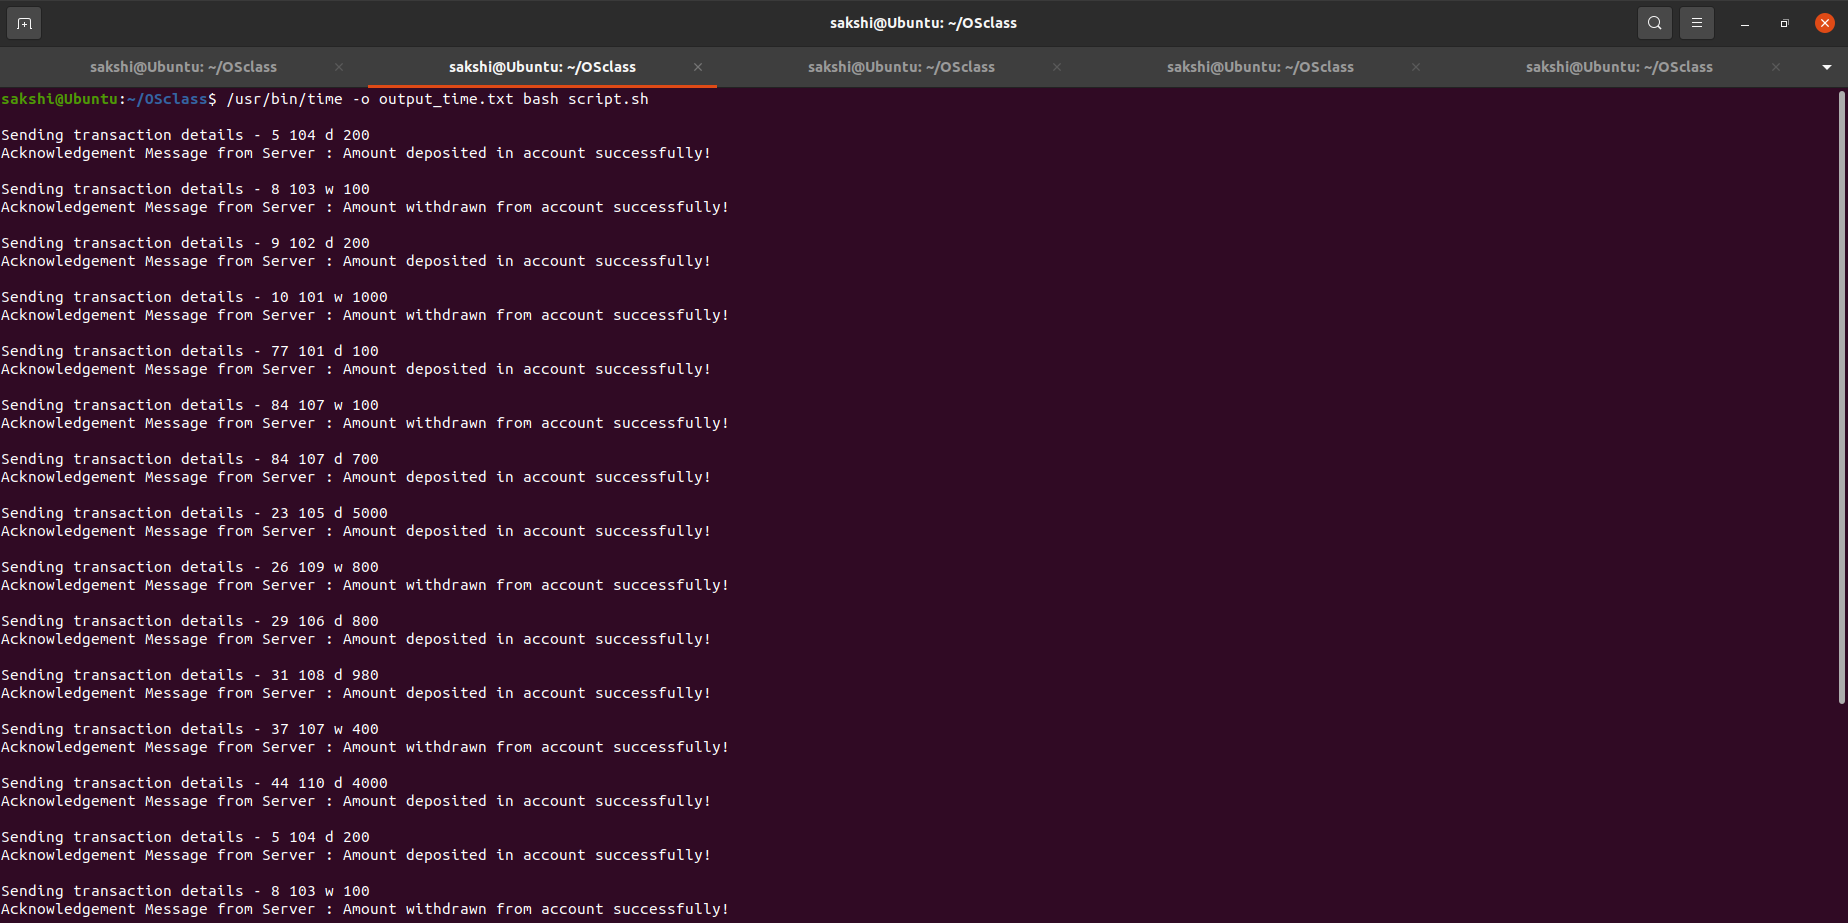 sakshi@Ubuntu: ~/OSclass
sakshi@Ubuntu: ~/OSclass sakshi@Ubuntu: ~/OSclass sakshi@Ubuntu: ~/OSclass sakshi@Ubuntu: ~/OSclass sakshi@Ubuntu: ~/OSclass
sakshi@Ubuntu:~/OSclass$ /usr/bin/time -o output_time.txt bash script.sh
Sending transaction details - 5 104 d 200
Acknowledgement Message from Server : Amount deposited in account successfully!
Sending transaction details - 8 103 w 100
Acknowledgement Message from Server : Amount withdrawn from account successfully!
Sending transaction details - 9 102 d 200
Acknowledgement Message from Server : Amount deposited in account successfully!
Sending transaction details - 10 101 w 1000
Acknowledgement Message from Server : Amount withdrawn from account successfully!
Sending transaction details - 77 101 d 100
Acknowledgement Message from Server : Amount deposited in account successfully!
Sending transaction details - 84 107 w 100
Acknowledgement Message from Server : Amount withdrawn from account successfully!
Sending transaction details - 84 107 d 700
Acknowledgement Message from Server : Amount deposited in account successfully!
Sending transaction details - 23 105 d 5000
Acknowledgement Message from Server : Amount deposited in account successfully!
Sending transaction details - 26 109 w 800
Acknowledgement Message from Server : Amount withdrawn from account successfully!
Sending transaction details - 29 106 d 800
Acknowledgement Message from Server : Amount deposited in account successfully!
Sending transaction details - 31 108 d 980
Acknowledgement Message from Server : Amount deposited in account successfully!
Sending transaction details - 37 107 w 400
Acknowledgement Message from Server : Amount withdrawn from account successfully!
Sending transaction details - 44 110 d 4000
Acknowledgement Message from Server : Amount deposited in account successfully!
Sending transaction details - 5 104 d 200
Acknowledgement Message from Server : Amount deposited in account successfully!
Sending transaction details - 8 103 w 100
Acknowledgement Message from Server : Amount withdrawn from account successfully!